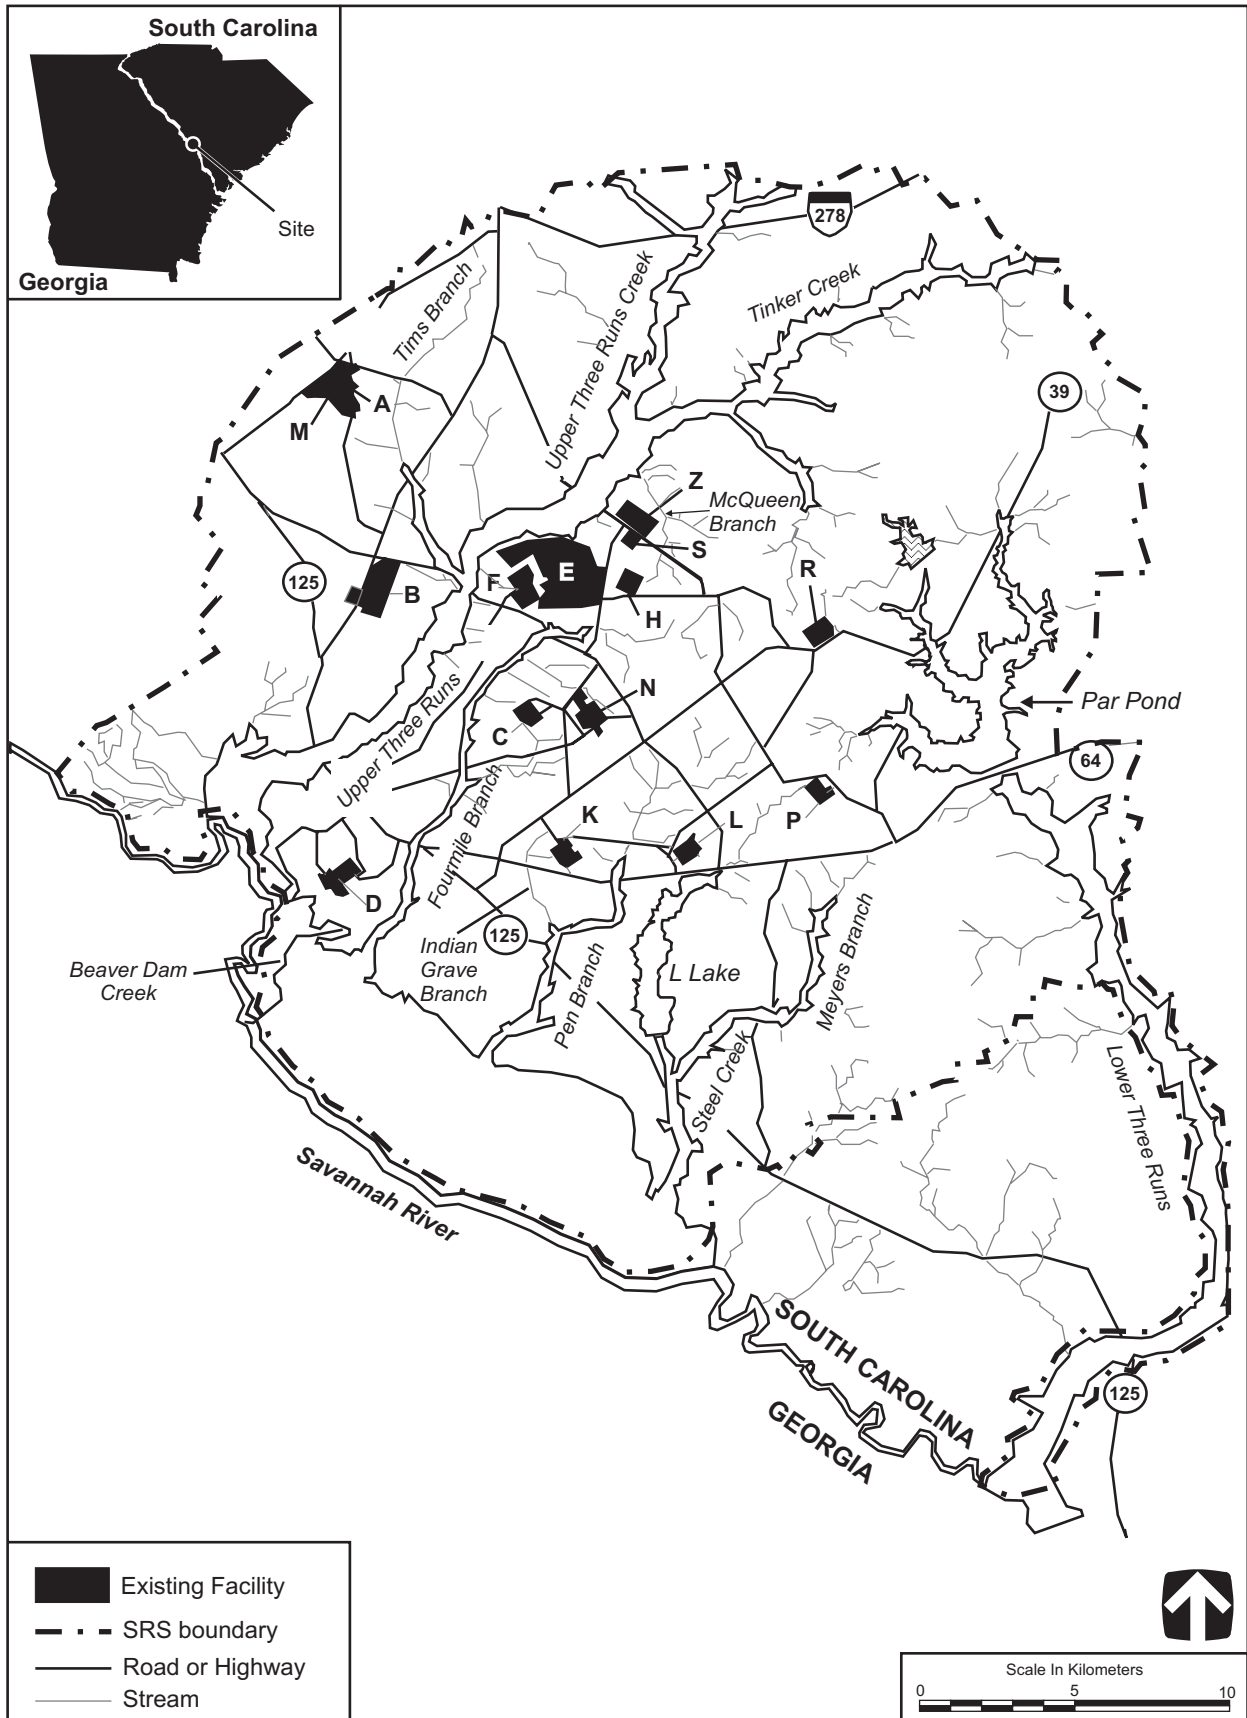 South Carolina
Site
Georgia
278
Tinker Creek
Tims Branch
Upper Three Runs Creek
39
A
M
Z
McQueen
Branch
S
125
F
E
B
R
H
N
Par Pond
C
Upper Three Runs
64
Fourmile Branch
K
L
P
D
125
Indian
Grave
Branch
Beaver Dam
Creek
Pen Branch
L Lake
Meyers Branch
Steel Creek
Lower Three Runs
Savannah River
SOUTH CAROLINA
GEORGIA
125
Existing Facility
SRS boundary
Road or Highway
Stream
Scale In Kilometers
0 5 10